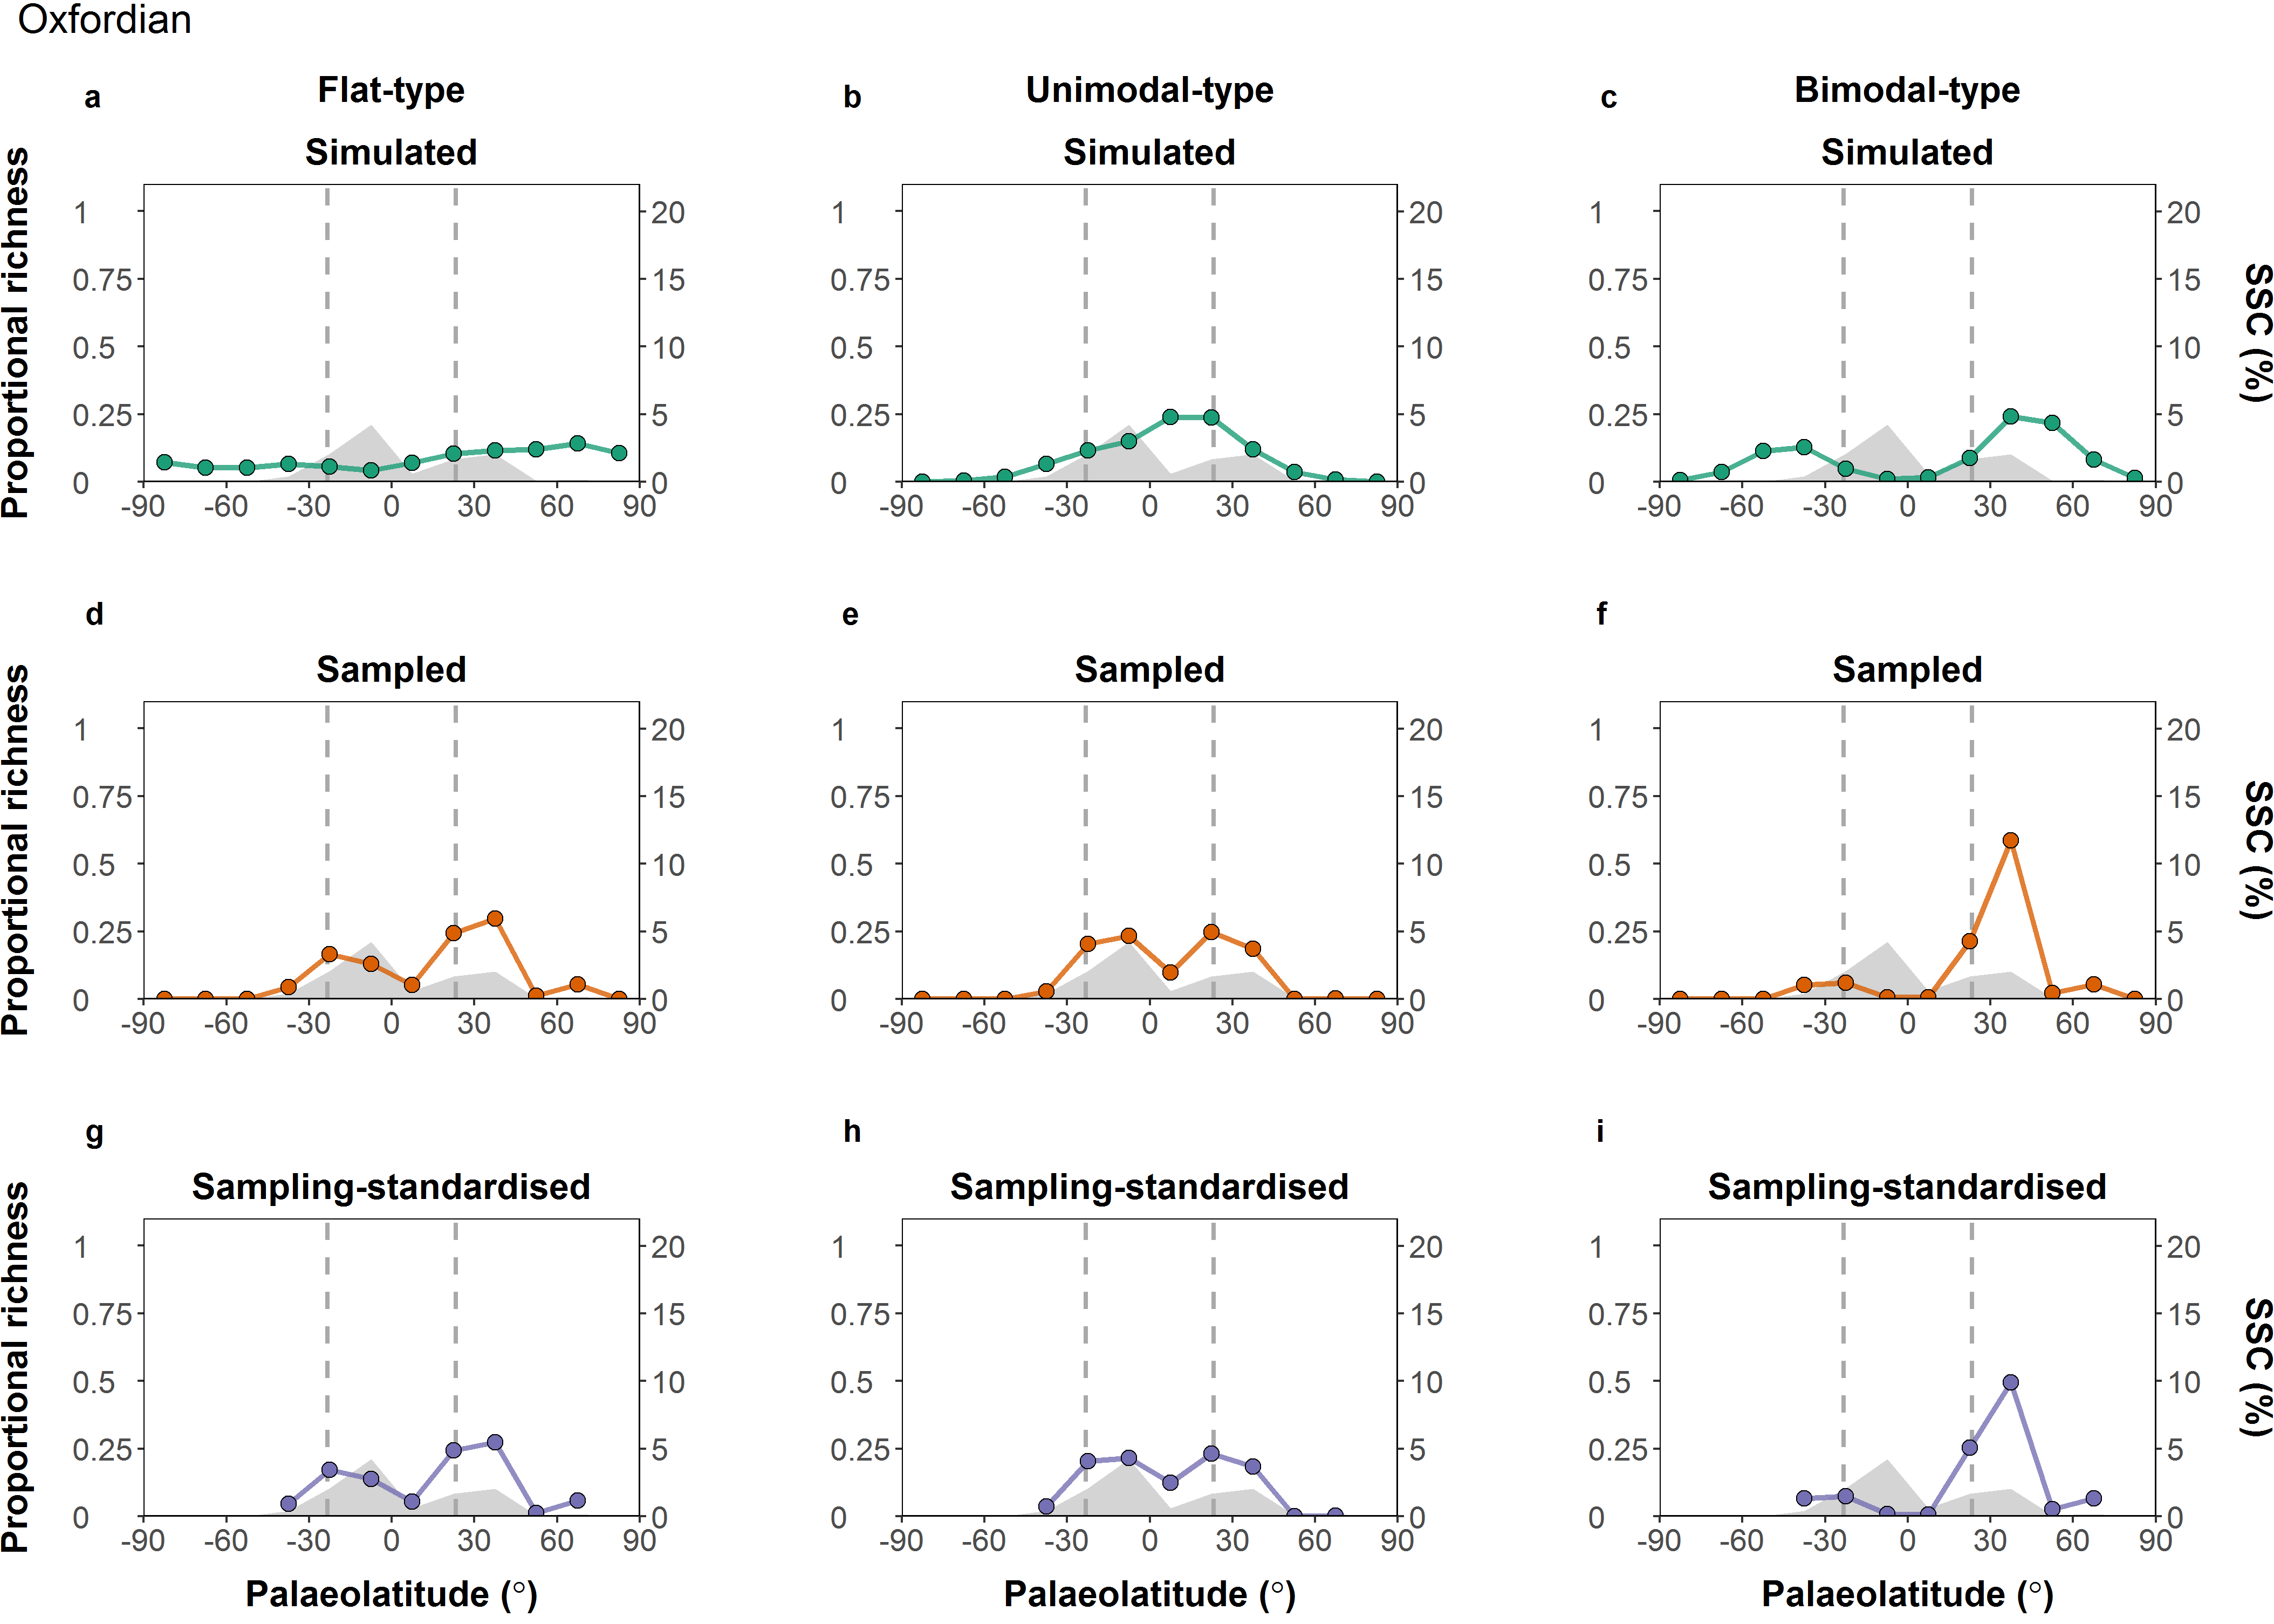 Oxfordian
a Flat-type b Unimodal-type c Bimodal-type
Simulated Simulated Simulated
Proportional richness
1 20 1 20 1 20
0.75 15 0.75 15 0.75 15
0.5 10 0.5 10 0.5 10
0.25 5 0.25 5 0.25 5
0 0 0 0 0 0
-90 -60 -30 0 30 60 90 -90 -60 -30 0 30 60 90 -90 -60 -30 0 30 60 90
SSC (%)
d e f
Sampled Sampled Sampled
Proportional richness
1 20 1 20 1 20
0.75 15 0.75 15 0.75 15
0.5 10 0.5 10 0.5 10
0.25 5 0.25 5 0.25 5
0 0 0 0 0 0
-90 -60 -30 0 30 60 90 -90 -60 -30 0 30 60 90 -90 -60 -30 0 30 60 90
SSC (%)
g h i
Sampling-standardised Sampling-standardised Sampling-standardised
Proportional richness
1 20 1 20 1 20
0.75 15 0.75 15 0.75 15
0.5 10 0.5 10 0.5 10
0.25 5 0.25 5 0.25 5
0 0 0 0 0 0
-90 -60 -30 0 30 60 90 -90 -60 -30 0 30 60 90 -90 -60 -30 0 30 60 90
SSC (%)
Palaeolatitude (°) Palaeolatitude (°) Palaeolatitude (°)